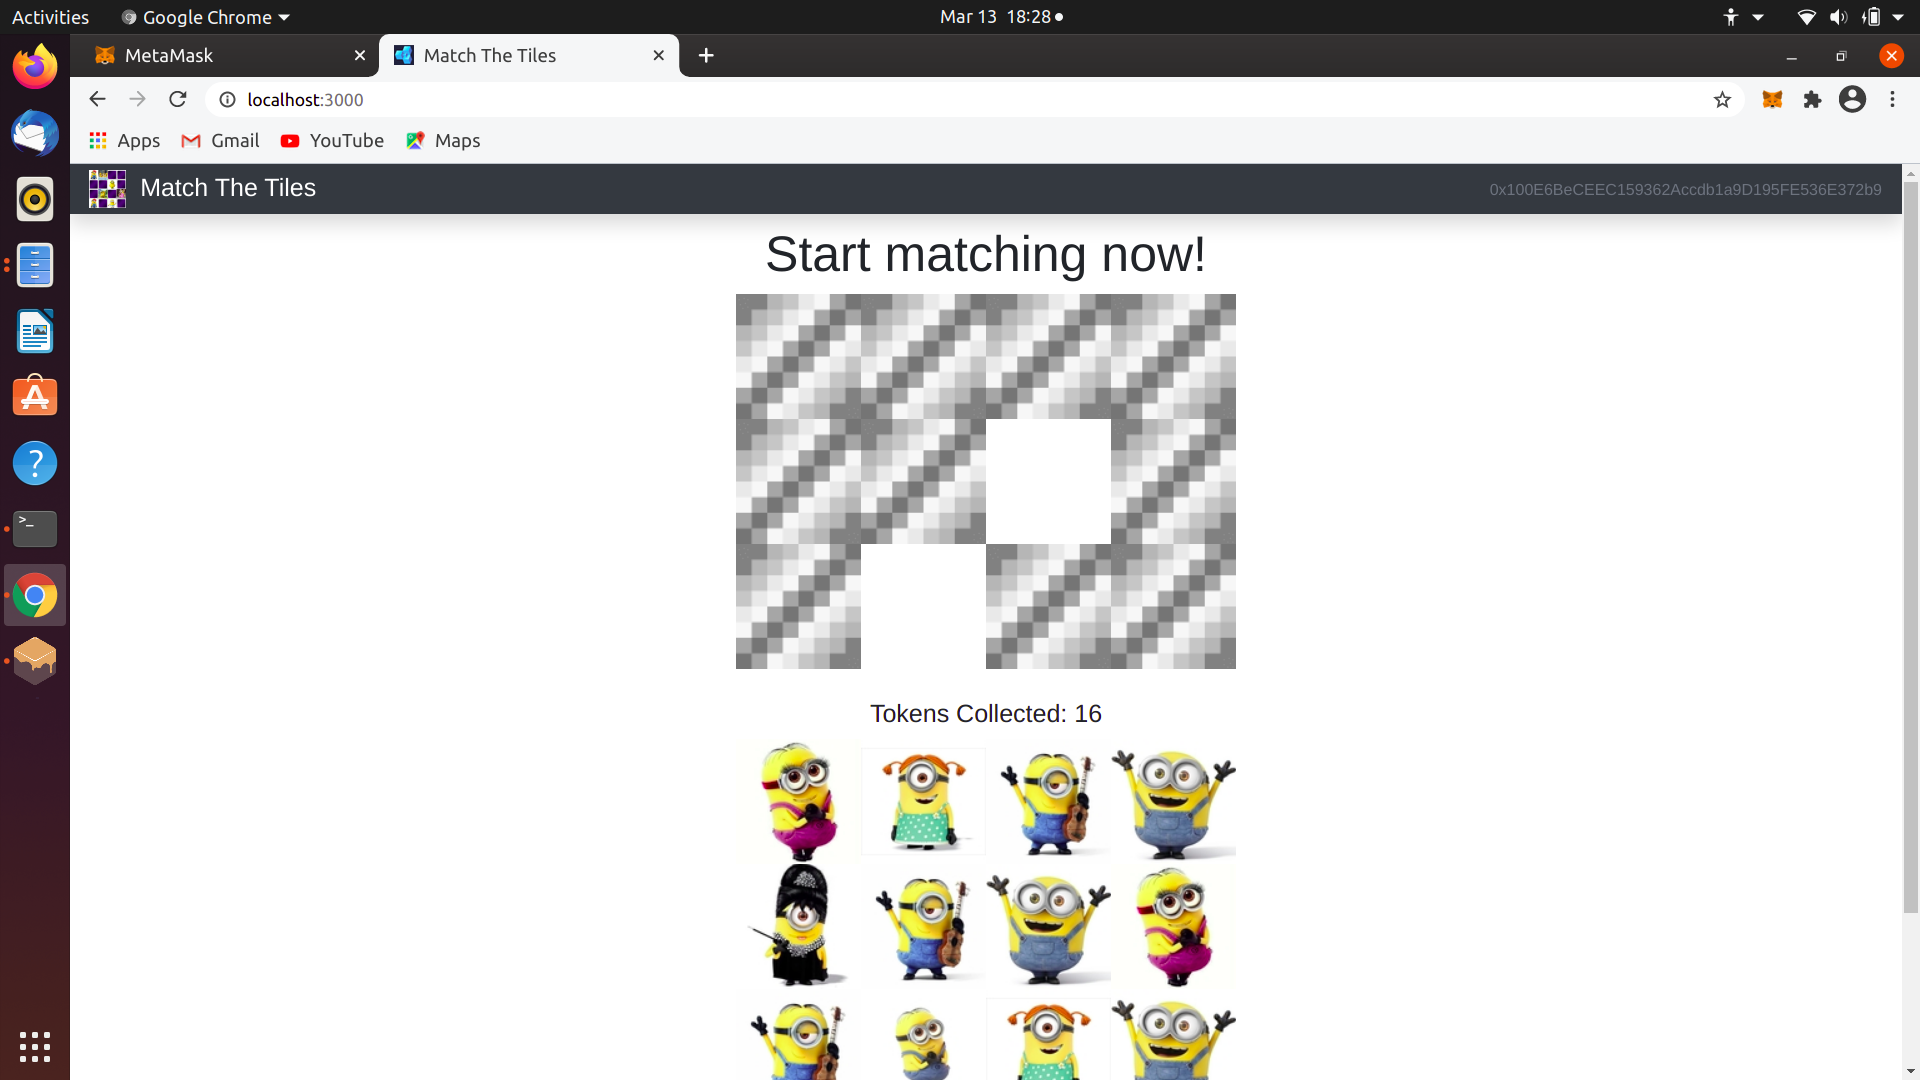 Activities Google Chrome Mar 13 18:28
MetaMask Match The Tiles
localhost:3000
Apps Gmail YouTube Maps
Match The Tiles 0x100E6BeCEEC159362Accdb1a9D195FE536E372b9
Start matching now!
Tokens Collected: 16